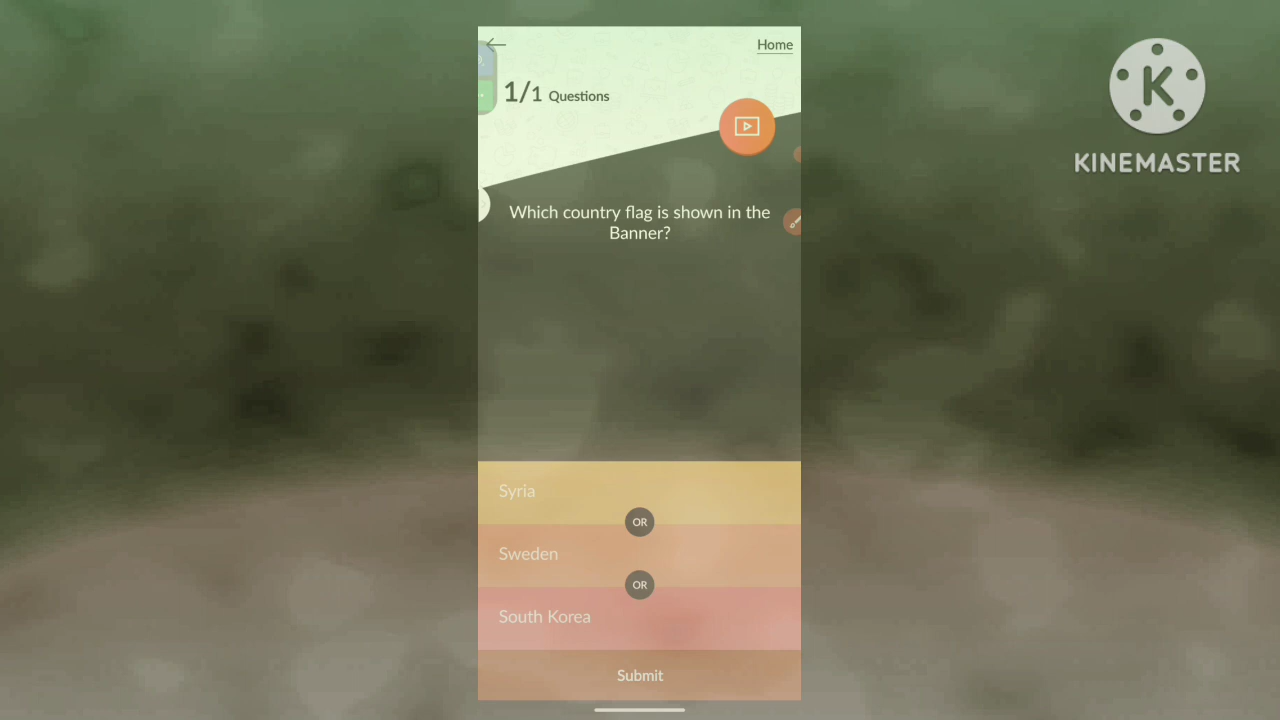 Home
1/1 Questions
K
KINEMASTER
Which country flag is shown in the
Banner?
Syria
OR
Sweden
OR
South Korea
Submit